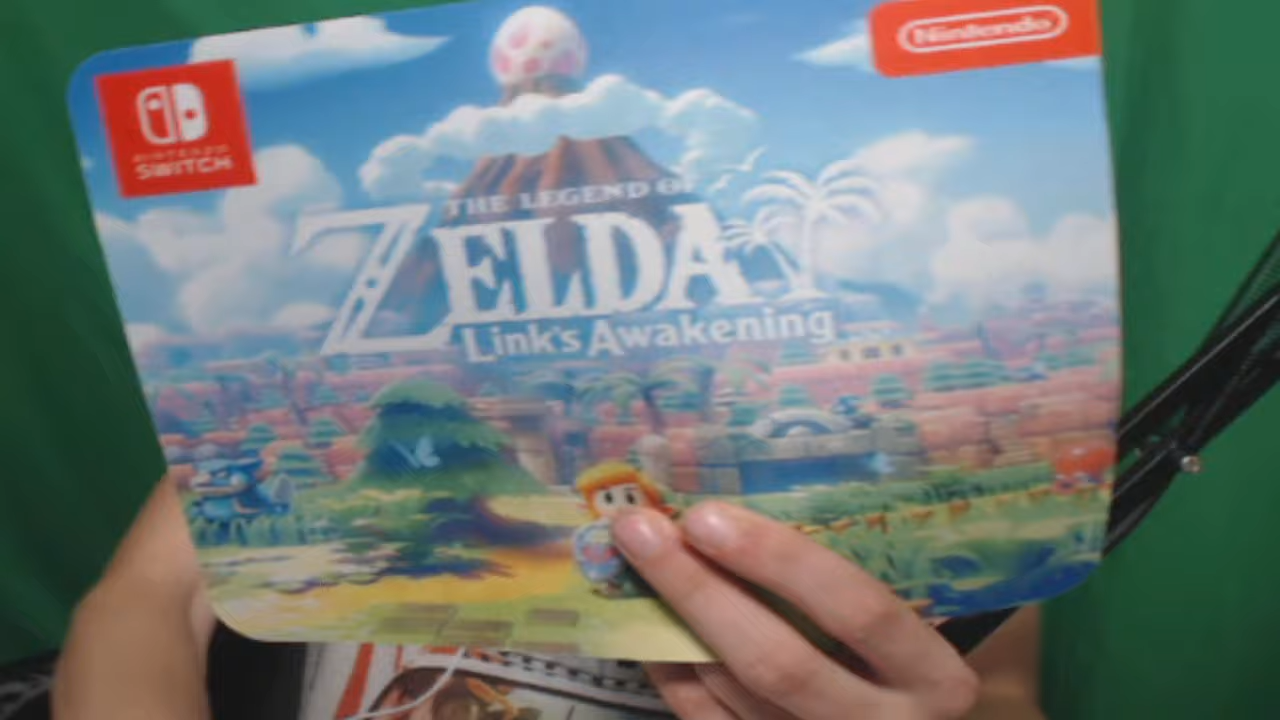 Nintendo
NINTENDO
SWITCH
THE LEGEND OF
ZELDA
Link's Awakening